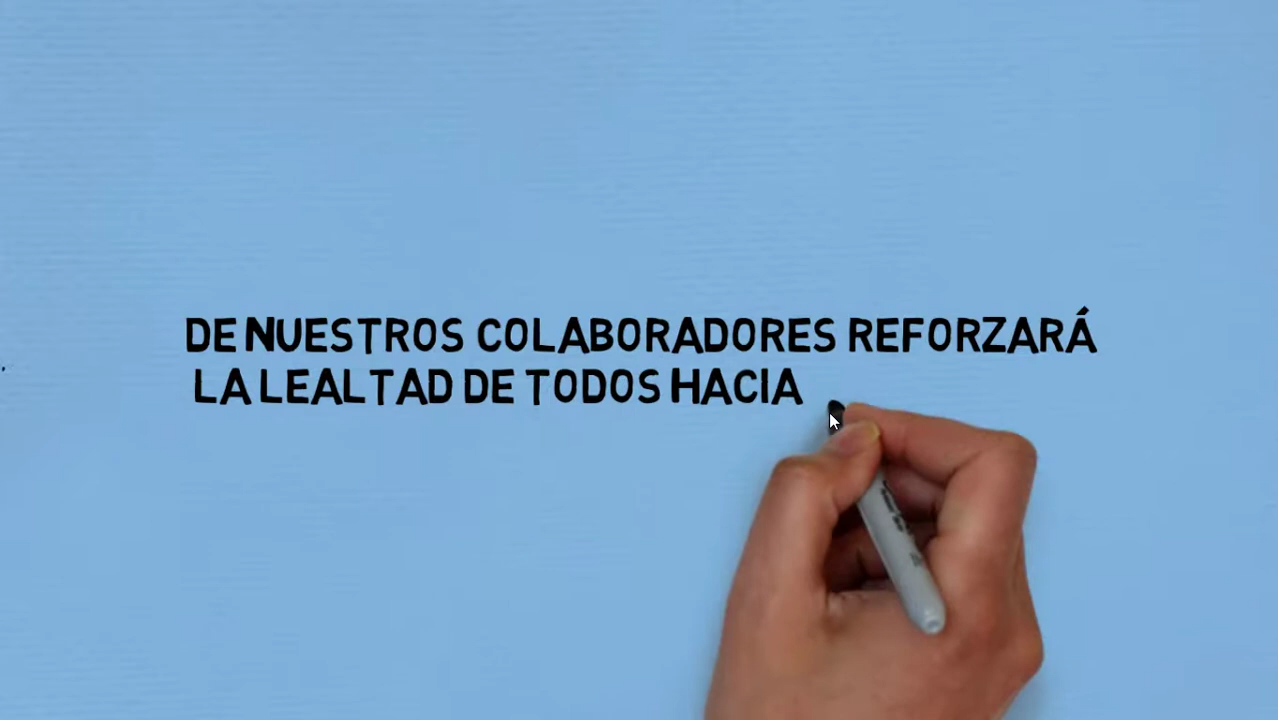 DE NUESTROS COLABORADORES REFORZARÁ
LA LEALTAD DE TODOS HACIA